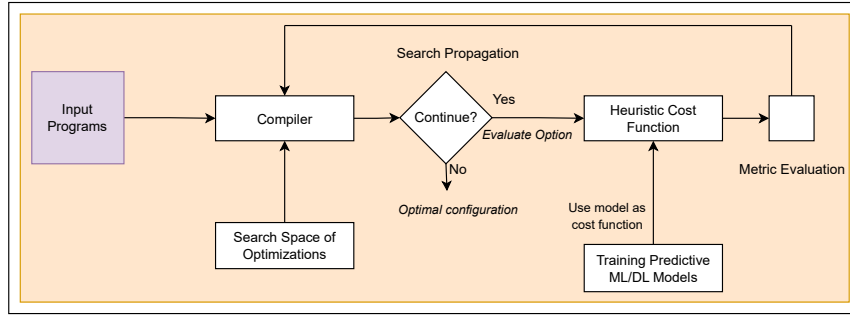 Search Propagation
Input
Programs
Compiler
Continue?
Yes
Evaluate Option
Heuristic Cost
Function
No
Optimal configuration
Metric Evaluation
Search Space of
Optimizations
Use model as
cost function
Training Predictive
ML/DL Models